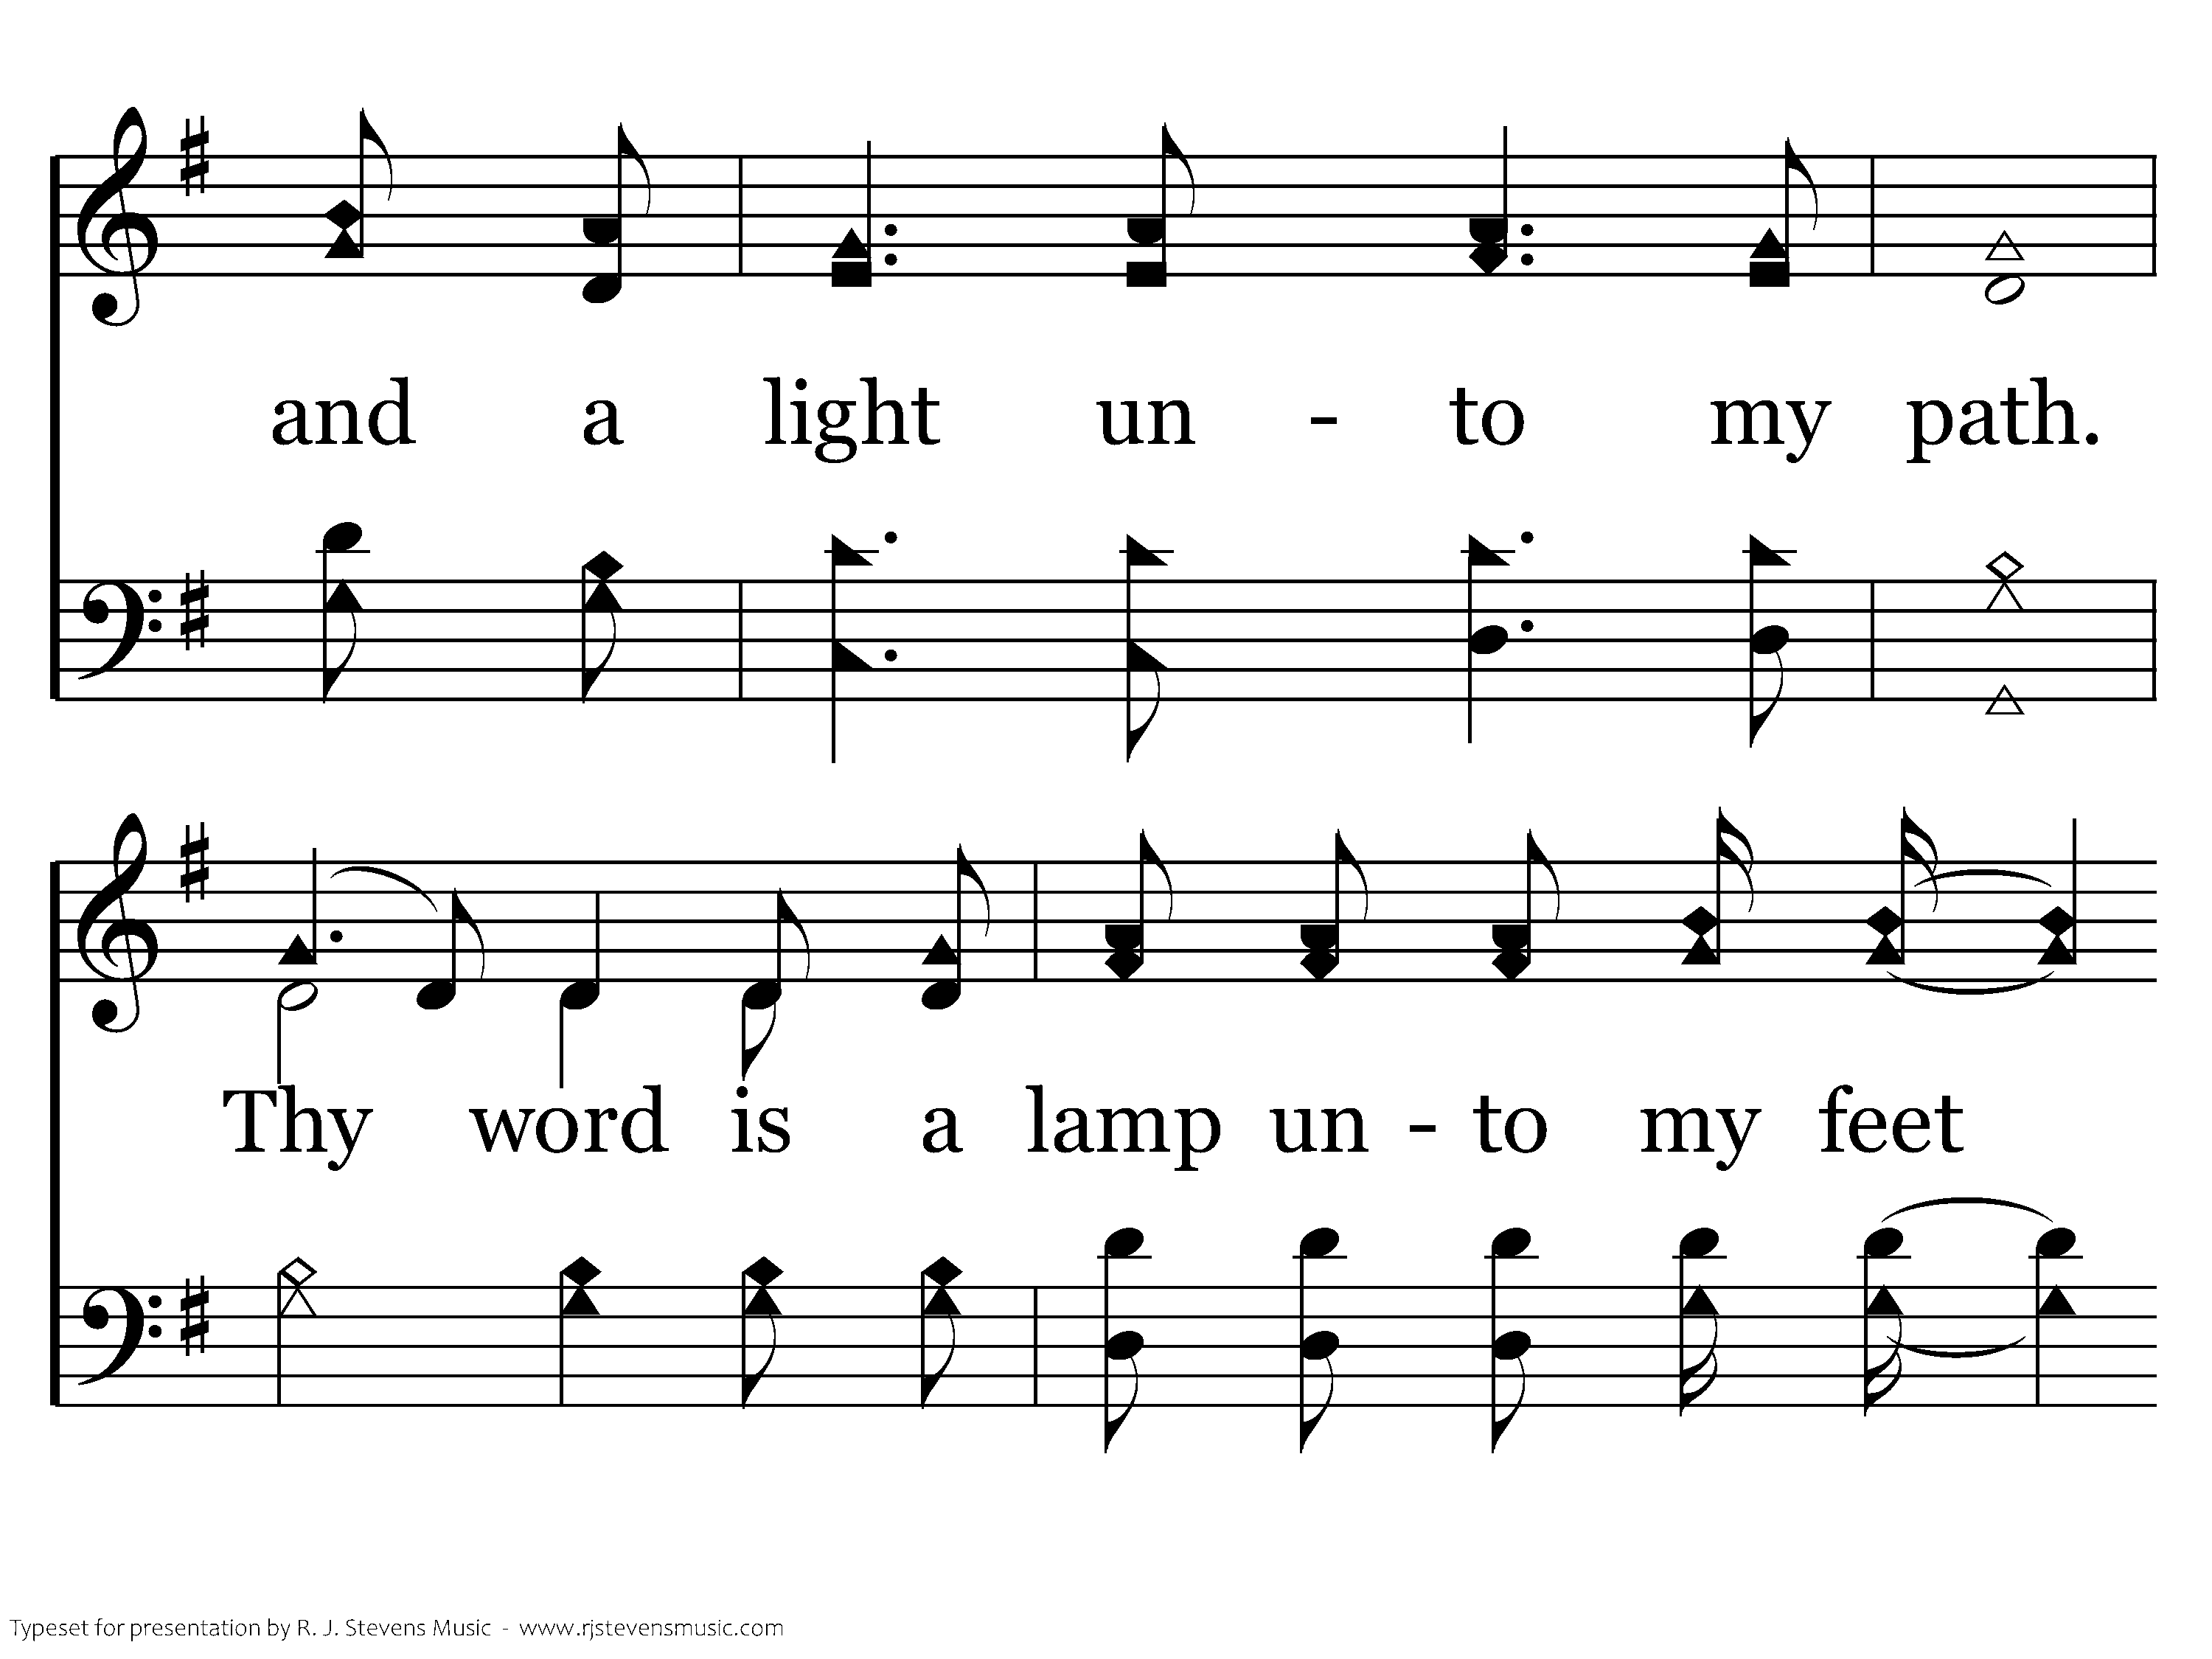 and a light un - to my path.
Thy word is a lamp un - to my feet
Typeset for presentation by R. J. Stevens Music - www.rjstevensmusic.com